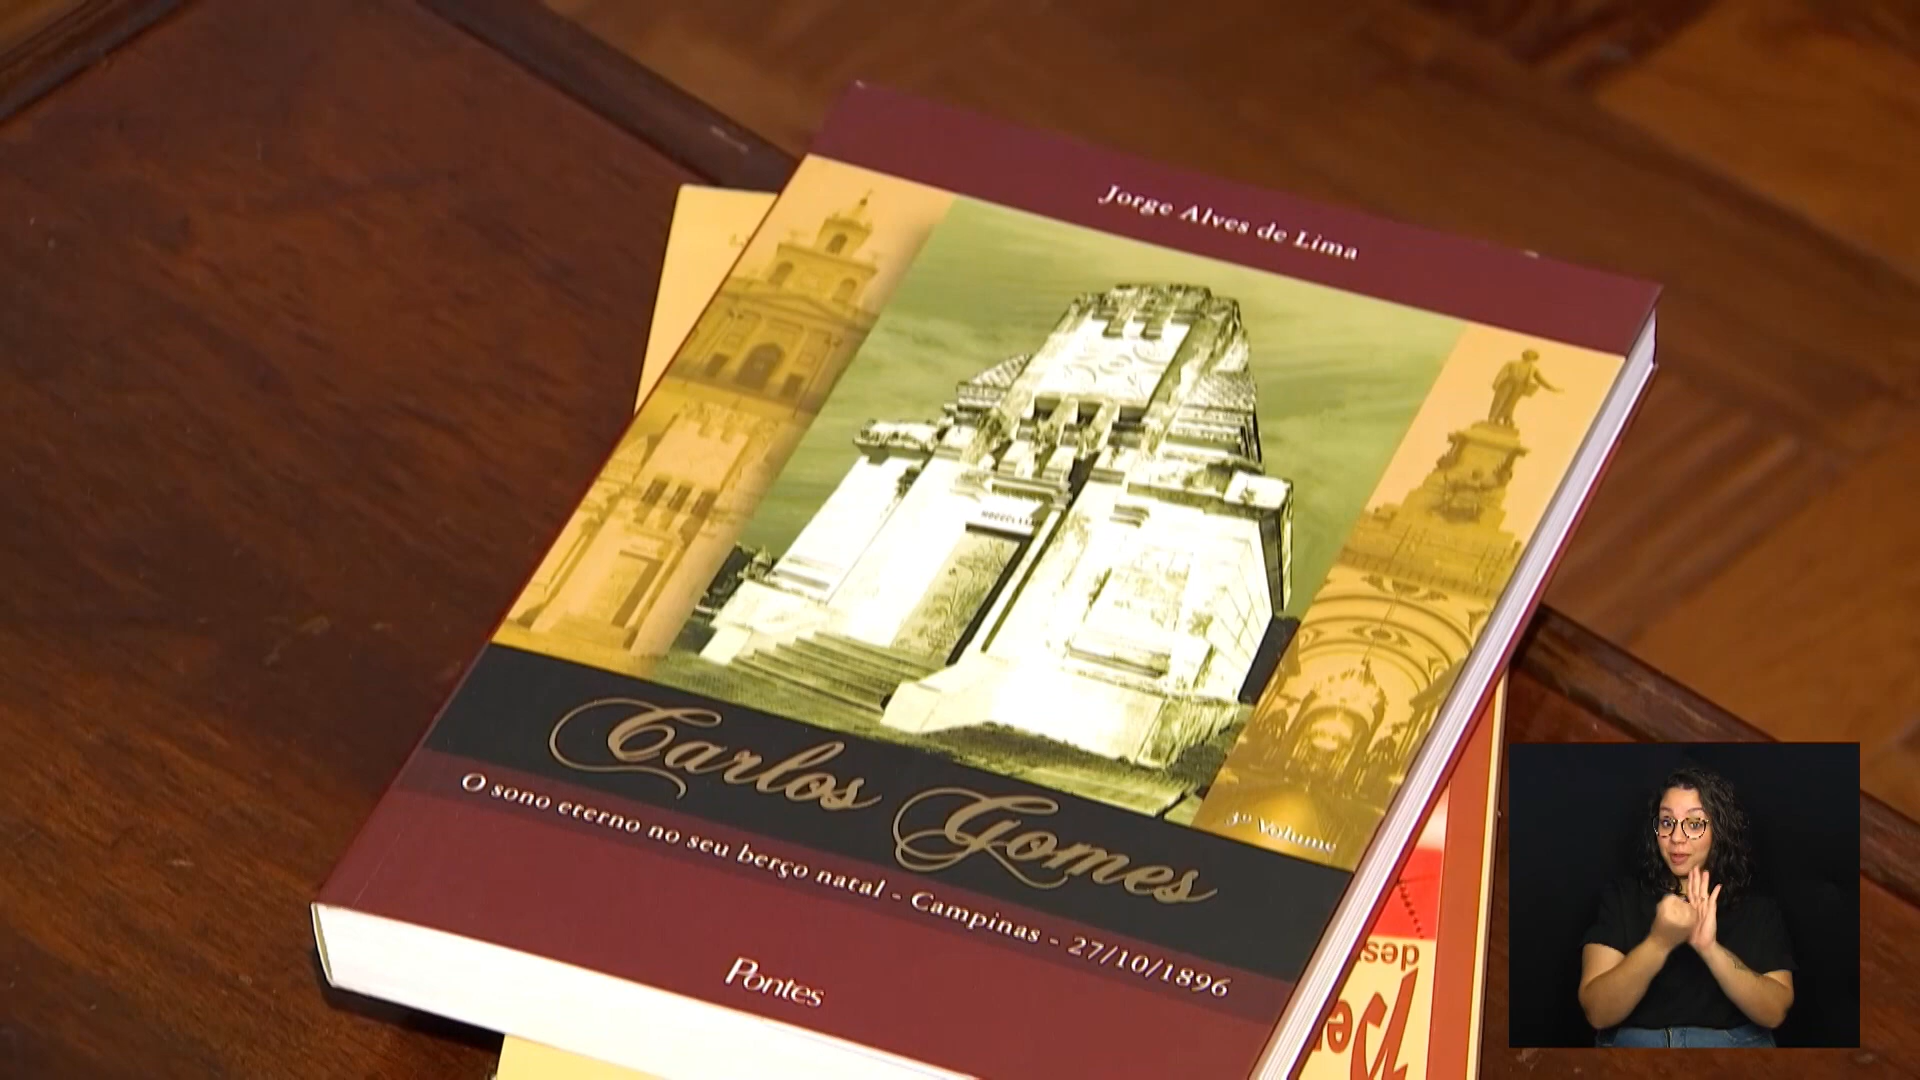 Jorge Alves de Lima
3º Volume
Carlos Gomes
O sono eterno no seu berço natal - Campinas - 27/10/1896
Pontes